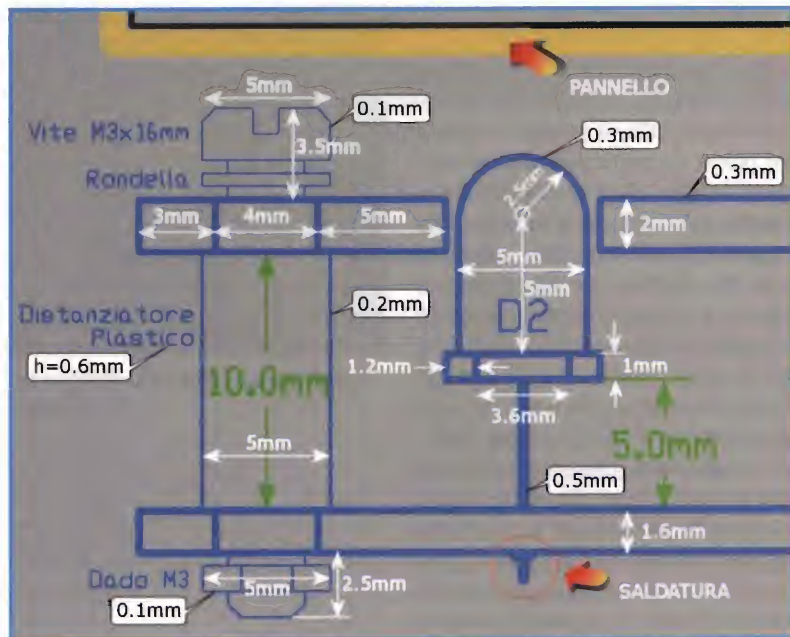 PANNELLO
5mm
0.1mm
Vite M3x16mm
3.5mm
0.3mm
Rondella
2.5mm
0.3mm
3mm
4mm
5mm
2mm
5mm
5mm
0.2mm
D2
Distanziatore
Plastico
h=0.6mm
1.2mm
1mm
10.0mm
3.6mm
5mm
5.0mm
0.5mm
1.6mm
Dado M3
5mm
2.5mm
0.1mm
SALDATURA